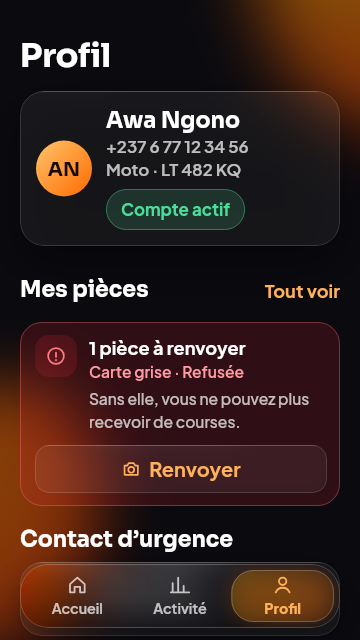 Profil
AN
Awa Ngono
+237 6 77 12 34 56
Moto · LT 482 KQ
Compte actif
Mes pièces
Tout voir
1 pièce à renvoyer
Carte grise · Refusée
Sans elle, vous ne pouvez plus
recevoir de courses.
Renvoyer
Contact d’urgence
Accueil
Activité
Profil